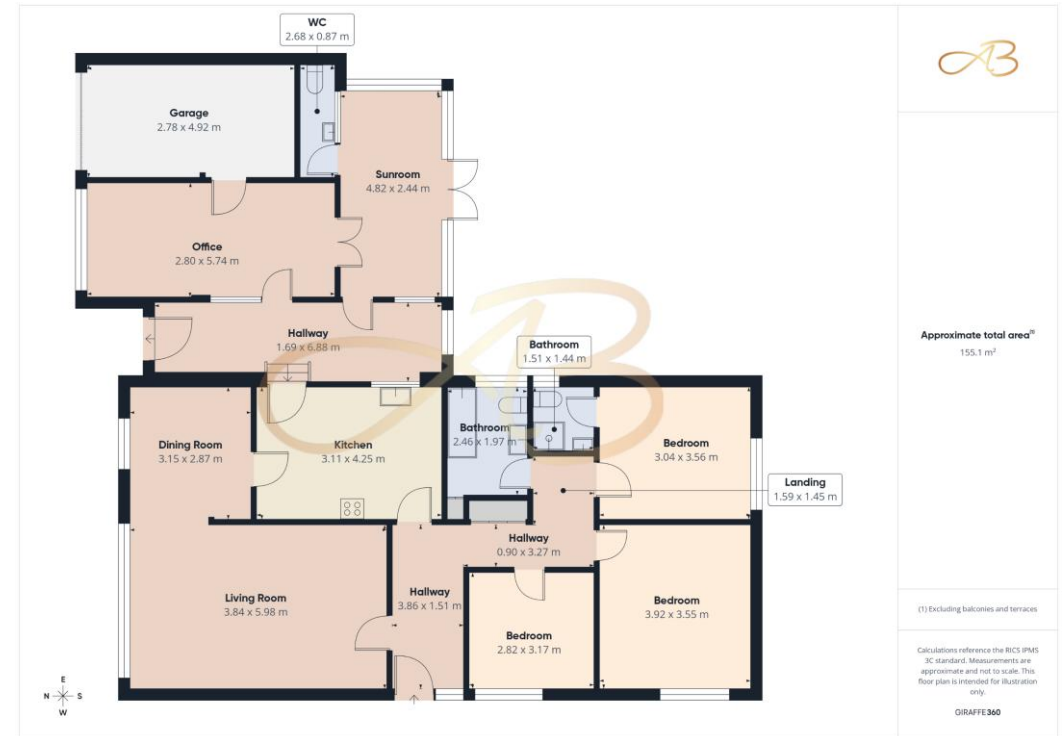 WC
2.68 x 0.87 m
Garage
2.78 x 4.92 m
Sunroom
4.82 x 2.44 m
Office
2.80 x 5.74 m
Hallway
1.69 x 6.88 m
Bathroom
1.51 x 1.44 m
Dining Room
3.15 x 2.87 m
Kitchen
3.11 x 4.25 m
Bathroom
2.46 x 1.97 m
Bedroom
3.04 x 3.56 m
Landing
1.59 x 1.45 m
Hallway
0.90 x 3.27 m
Living Room
3.84 x 5.98 m
Hallway
3.86 x 1.51 m
Bedroom
2.82 x 3.17 m
Bedroom
3.92 x 3.55 m
E
N S
W
AB
AB
Approximate total area⁽¹⁾
155.1 m²
(1) Excluding balconies and terraces
Calculations reference the RICS IPMS
3C standard. Measurements are
approximate and not to scale. This
floor plan is intended for illustration
only.
GIRAFFE360